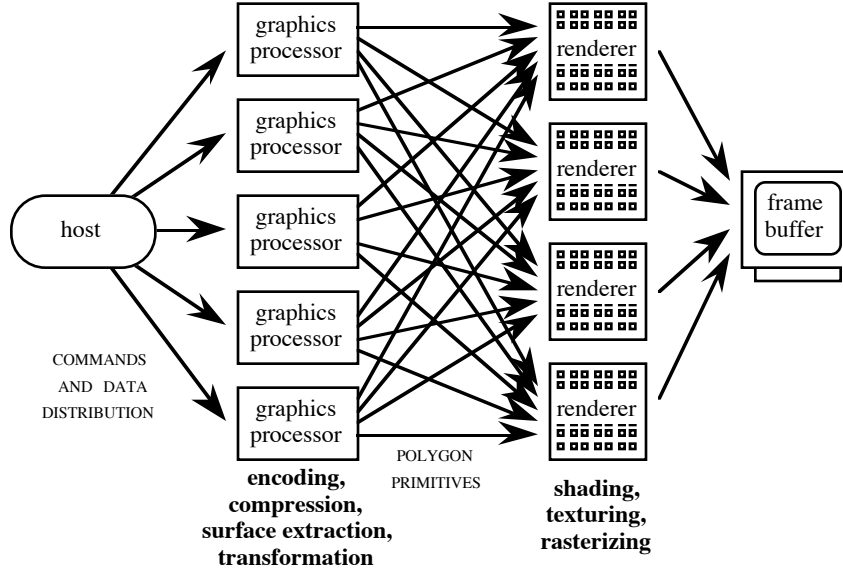 graphics
processor
graphics
processor
graphics
processor
graphics
processor
graphics
processor
renderer
renderer
renderer
renderer
host
frame
buffer
COMMANDS
AND DATA
DISTRIBUTION
POLYGON
PRIMITIVES
encoding,
compression,
surface extraction,
transformation
shading,
texturing,
rasterizing